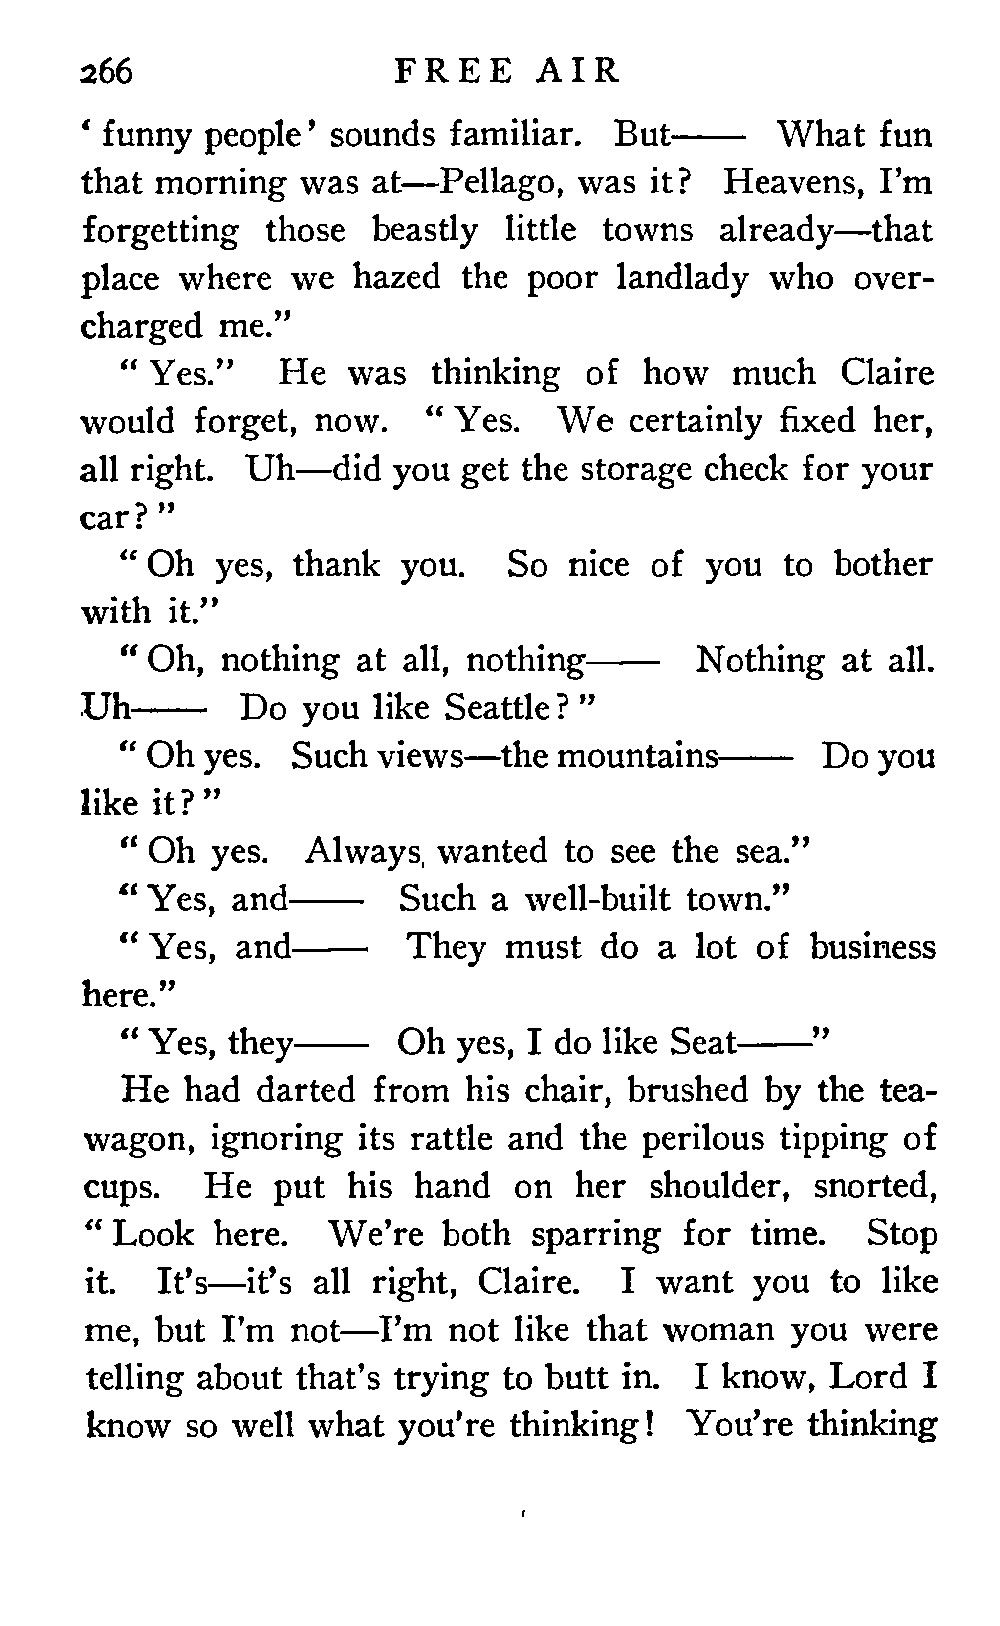 266 FREE AIR
‘ funny people’ sounds familiar. But—— What fun
that morning was at—Pellago, was it? Heavens, I’m
forgetting those beastly little towns already—that
place where we hazed the poor landlady who over-
charged me.”
“ Yes.” He was thinking of how much Claire
would forget, now. “ Yes. We certainly fixed her,
all right. Uh—did you get the storage check for your
car? ”
“ Oh yes, thank you. So nice of you to bother
with it.”
“ Oh, nothing at all, nothing—— Nothing at all.
Uh—— Do you like Seattle? ”
“ Oh yes. Such views—the mountains—— Do you
like it? ”
“ Oh yes. Always, wanted to see the sea.”
“ Yes, and—— Such a well-built town.”
“ Yes, and—— They must do a lot of business
here.”
“ Yes, they—— Oh yes, I do like Seat——”
He had darted from his chair, brushed by the tea-
wagon, ignoring its rattle and the perilous tipping of
cups. He put his hand on her shoulder, snorted,
“ Look here. We’re both sparring for time. Stop
it. It’s—it’s all right, Claire. I want you to like
me, but I’m not—I’m not like that woman you were
telling about that’s trying to butt in. I know, Lord I
know so well what you’re thinking! You’re thinking